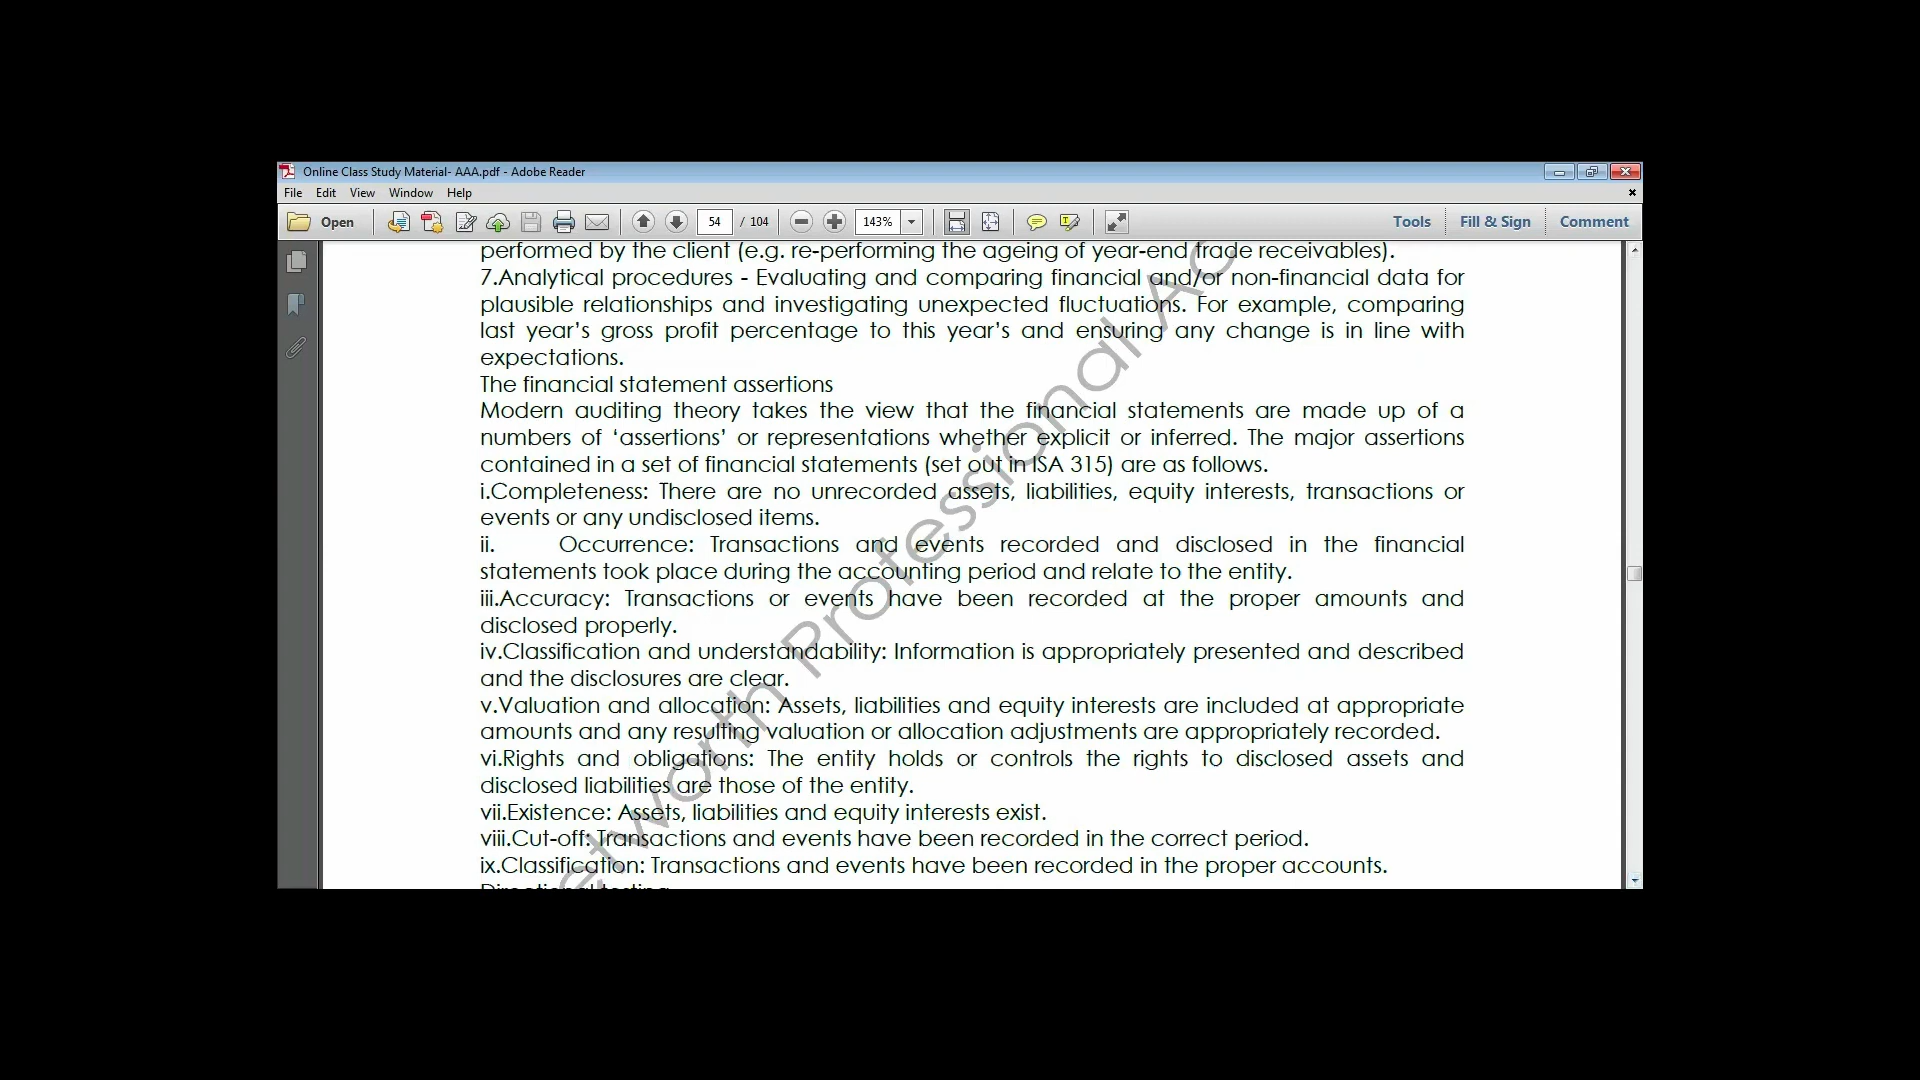 Online Class Study Material- AAA.pdf - Adobe Reader
File Edit View Window Help
Open 54 / 104 143% Tools Fill & Sign Comment
performed by the client (e.g. re-performing the ageing of year-end trade receivables).
7.Analytical procedures - Evaluating and comparing financial and/or non-financial data for
plausible relationships and investigating unexpected fluctuations. For example, comparing
last year’s gross profit percentage to this year’s and ensuring any change is in line with
expectations.
The financial statement assertions
Modern auditing theory takes the view that the financial statements are made up of a
numbers of ‘assertions’ or representations whether explicit or inferred. The major assertions
contained in a set of financial statements (set out in ISA 315) are as follows.
i.Completeness: There are no unrecorded assets, liabilities, equity interests, transactions or
events or any undisclosed items.
ii. Occurrence: Transactions and events recorded and disclosed in the financial
statements took place during the accounting period and relate to the entity.
iii.Accuracy: Transactions or events have been recorded at the proper amounts and
disclosed properly.
iv.Classification and understandability: Information is appropriately presented and described
and the disclosures are clear.
v.Valuation and allocation: Assets, liabilities and equity interests are included at appropriate
amounts and any resulting valuation or allocation adjustments are appropriately recorded.
vi.Rights and obligations: The entity holds or controls the rights to disclosed assets and
disclosed liabilities are those of the entity.
vii.Existence: Assets, liabilities and equity interests exist.
viii.Cut-off: Transactions and events have been recorded in the correct period.
ix.Classification: Transactions and events have been recorded in the proper accounts.
Directional testing
etworth Professional Ac